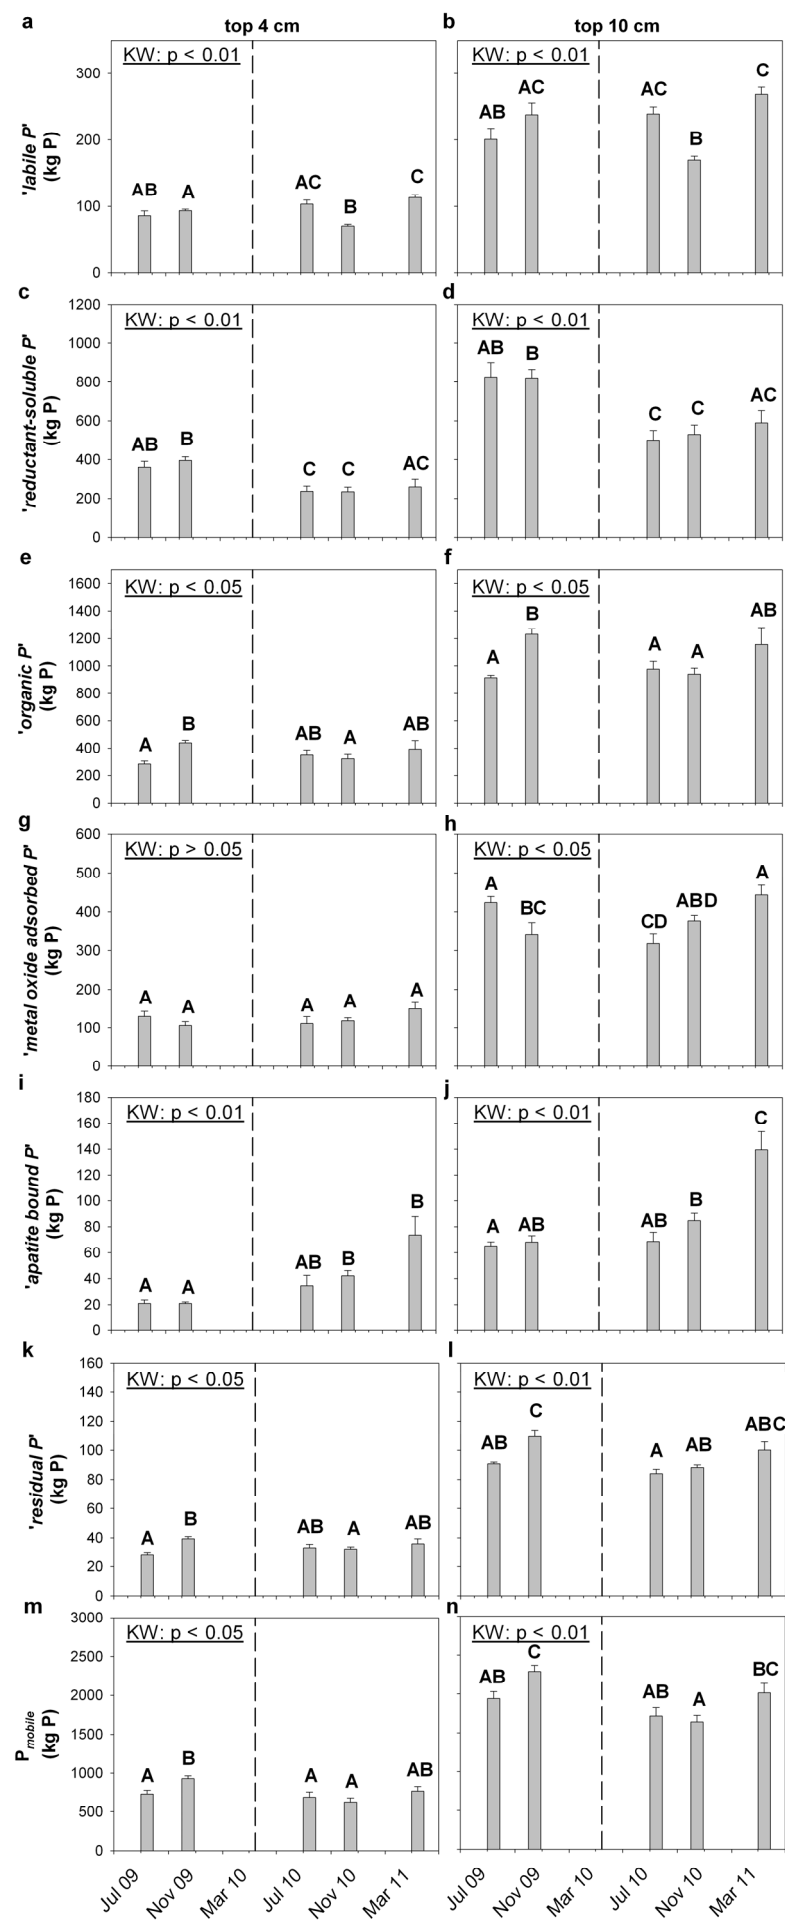 a top 4 cm b top 10 cm
KW: p < 0.01 KW: p < 0.01
'labile P'
(kg P)
300
200
100
0
AB A AC B C
AB AC AC B C
c d
KW: p < 0.01 KW: p < 0.01
'reductant-soluble P'
(kg P)
1200
1000
800
600
400
200
0
AB B C C AC
AB B C C AC
e f
KW: p < 0.05 KW: p < 0.05
'organic P'
(kg P)
1600
1400
1200
1000
800
600
400
200
0
A B AB A AB
A B A A AB
g h
KW: p > 0.05 KW: p < 0.05
'metal oxide adsorbed P'
(kg P)
600
500
400
300
200
100
0
A A A A A
A BC CD ABD A
i j
KW: p < 0.01 KW: p < 0.01
'apatite bound P'
(kg P)
180
160
140
120
100
80
60
40
20
0
A A AB B B
A AB AB B C
k l
KW: p < 0.05 KW: p < 0.01
'residual P'
(kg P)
160
140
120
100
80
60
40
20
0
A B AB A AB
AB C A AB ABC
m n
KW: p < 0.05 KW: p < 0.01
Pmobile
(kg P)
3000
2500
2000
1500
1000
500
0
A B A A AB
AB C AB A BC
Jul 09 Nov 09 Mar 10 Jul 10 Nov 10 Mar 11
Jul 09 Nov 09 Mar 10 Jul 10 Nov 10 Mar 11